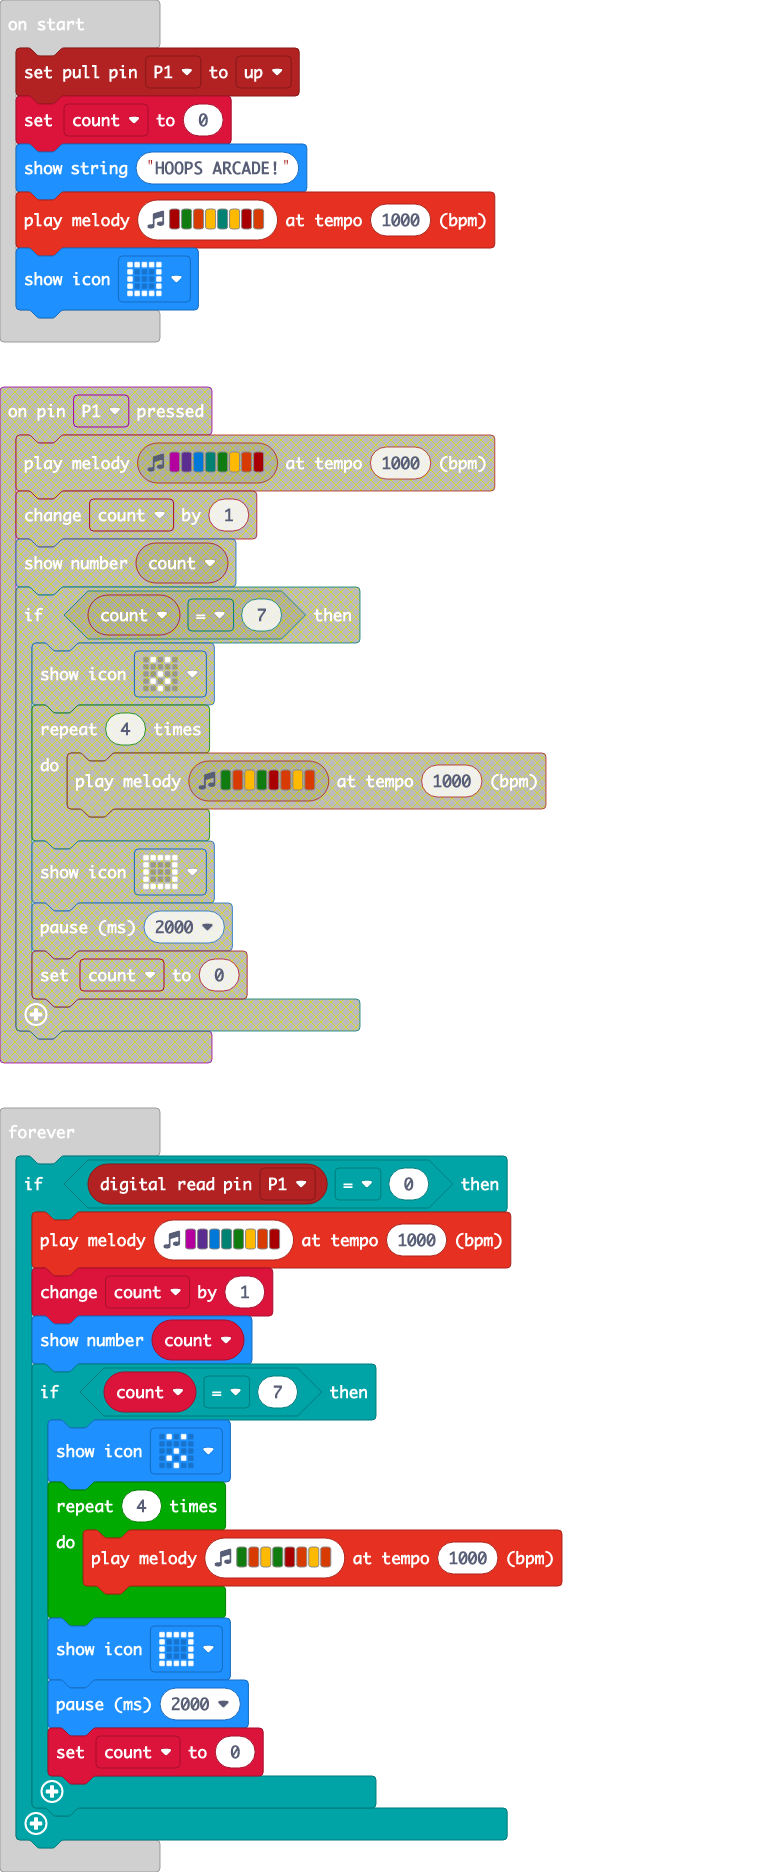 on start
set pull pin P1 to up
set count to 0
show string "HOOPS ARCADE!"
play melody at tempo 1000 (bpm)
show icon
on pin P1 pressed
play melody at tempo 1000 (bpm)
change count by 1
show number count
if count = 7 then
show icon
repeat 4 times
do
play melody at tempo 1000 (bpm)
show icon
pause (ms) 2000
set count to 0
forever
if digital read pin P1 = 0 then
play melody at tempo 1000 (bpm)
change count by 1
show number count
if count = 7 then
show icon
repeat 4 times
do
play melody at tempo 1000 (bpm)
show icon
pause (ms) 2000
set count to 0